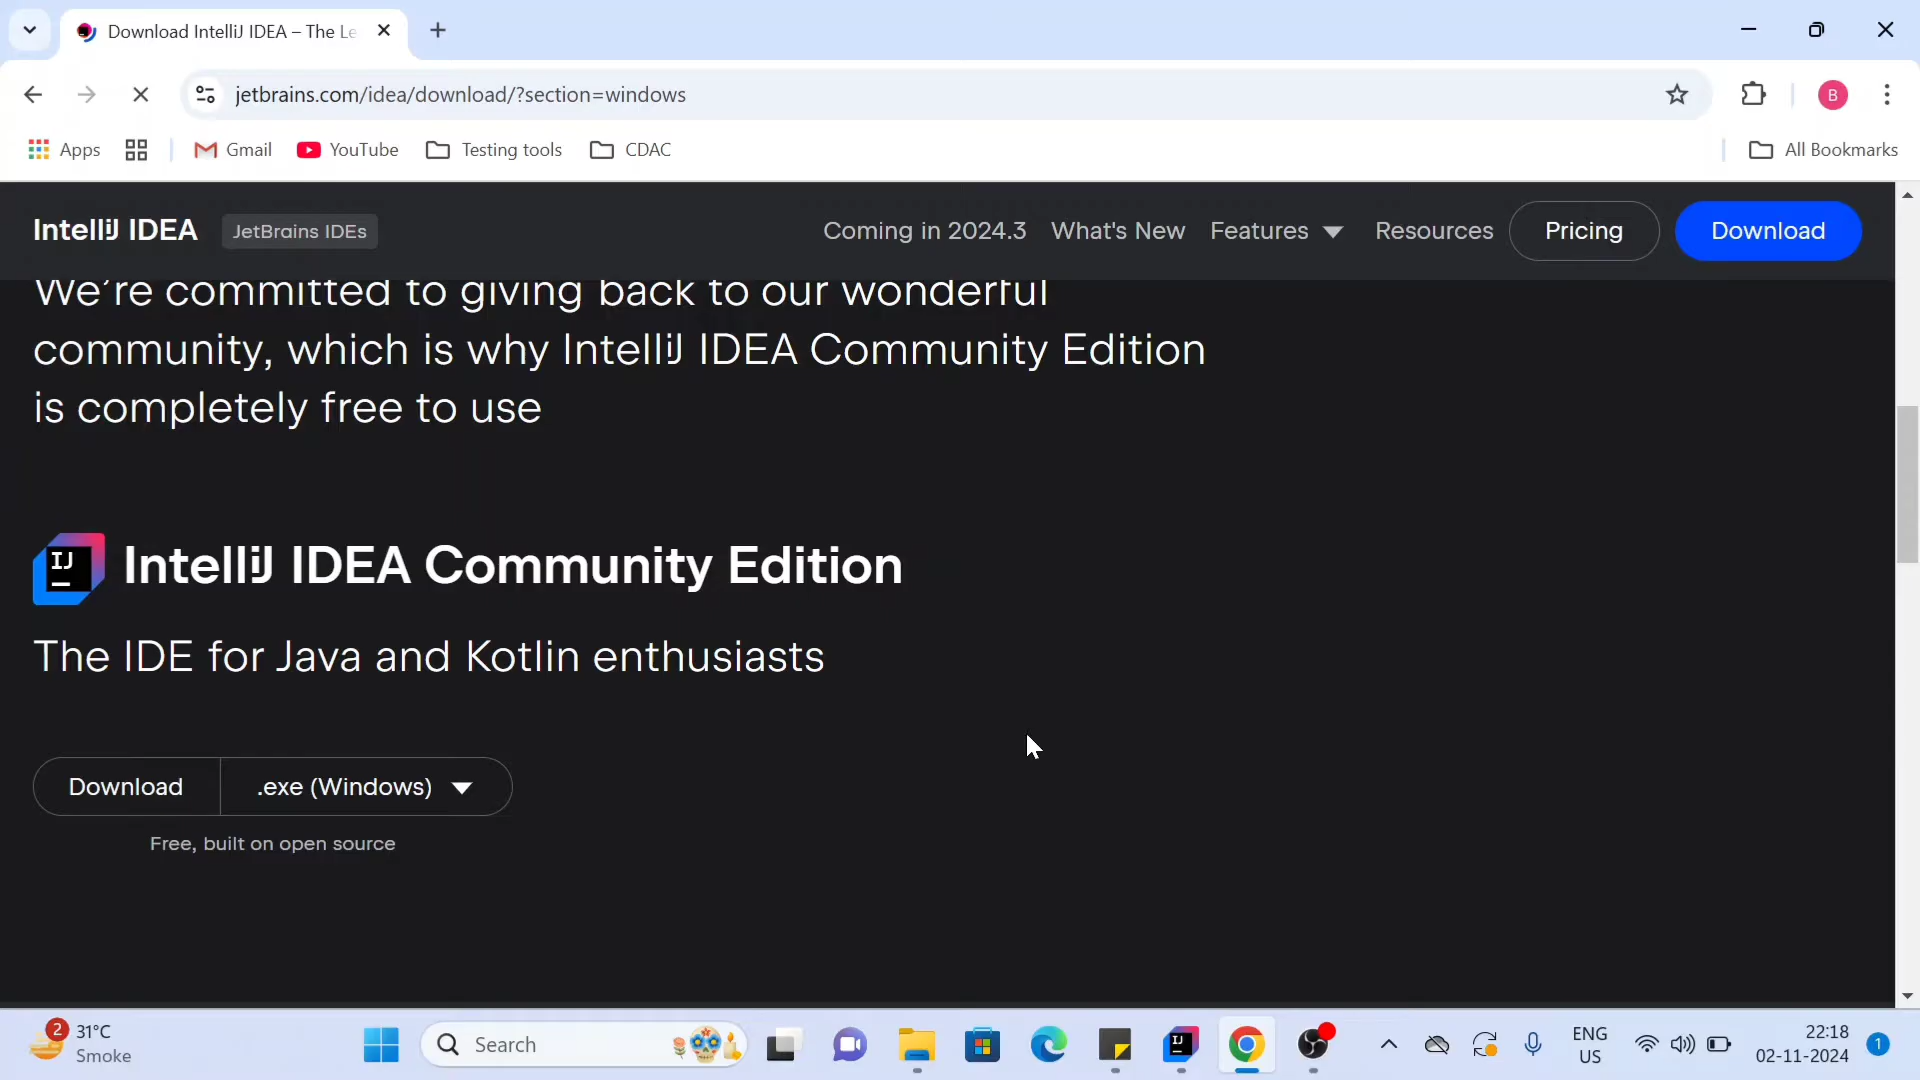 Download IntelliJ IDEA – The Le
jetbrains.com/idea/download/?section=windows
B
Apps
Gmail
YouTube
Testing tools
CDAC
All Bookmarks
IntelliJ IDEA
JetBrains IDEs
Coming in 2024.3
What's New
Features
Resources
Pricing
Download
We're committed to giving back to our wonderful
community, which is why IntelliJ IDEA Community Edition
is completely free to use
IJ
IntelliJ IDEA Community Edition
The IDE for Java and Kotlin enthusiasts
Download
.exe (Windows)
Free, built on open source
2
31°C
Smoke
Search
IJ
ENG
US
22:18
02-11-2024
1